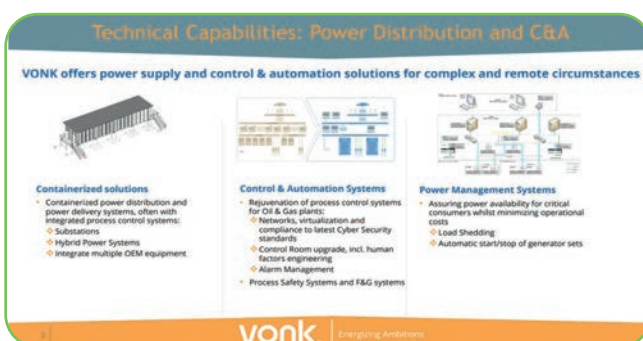 Technical Capabilities: Power Distribution and C&A
VONK offers power supply and control & automation solutions for complex and remote circumstances
Containerized solutions
• Containerized power distribution and
power delivery systems, often with
integrated process control systems:
❖ Substations
❖ Hybrid Power Systems
❖ Integrate multiple OEM equipment
Control & Automation Systems
• Rejuvenation of process control systems
for Oil & Gas plants:
❖ Networks, virtualization and
compliance to latest Cyber Security
standards
❖ Control Room upgrade, incl. human
factors engineering
❖ Alarm Management
• Process Safety Systems and F&G systems
Power Management Systems
• Assuring power availability for critical
consumers whilst minimizing operational
costs
❖ Load Shedding
❖ Automatic start/stop of generator sets
vonk
Energizing Ambitions